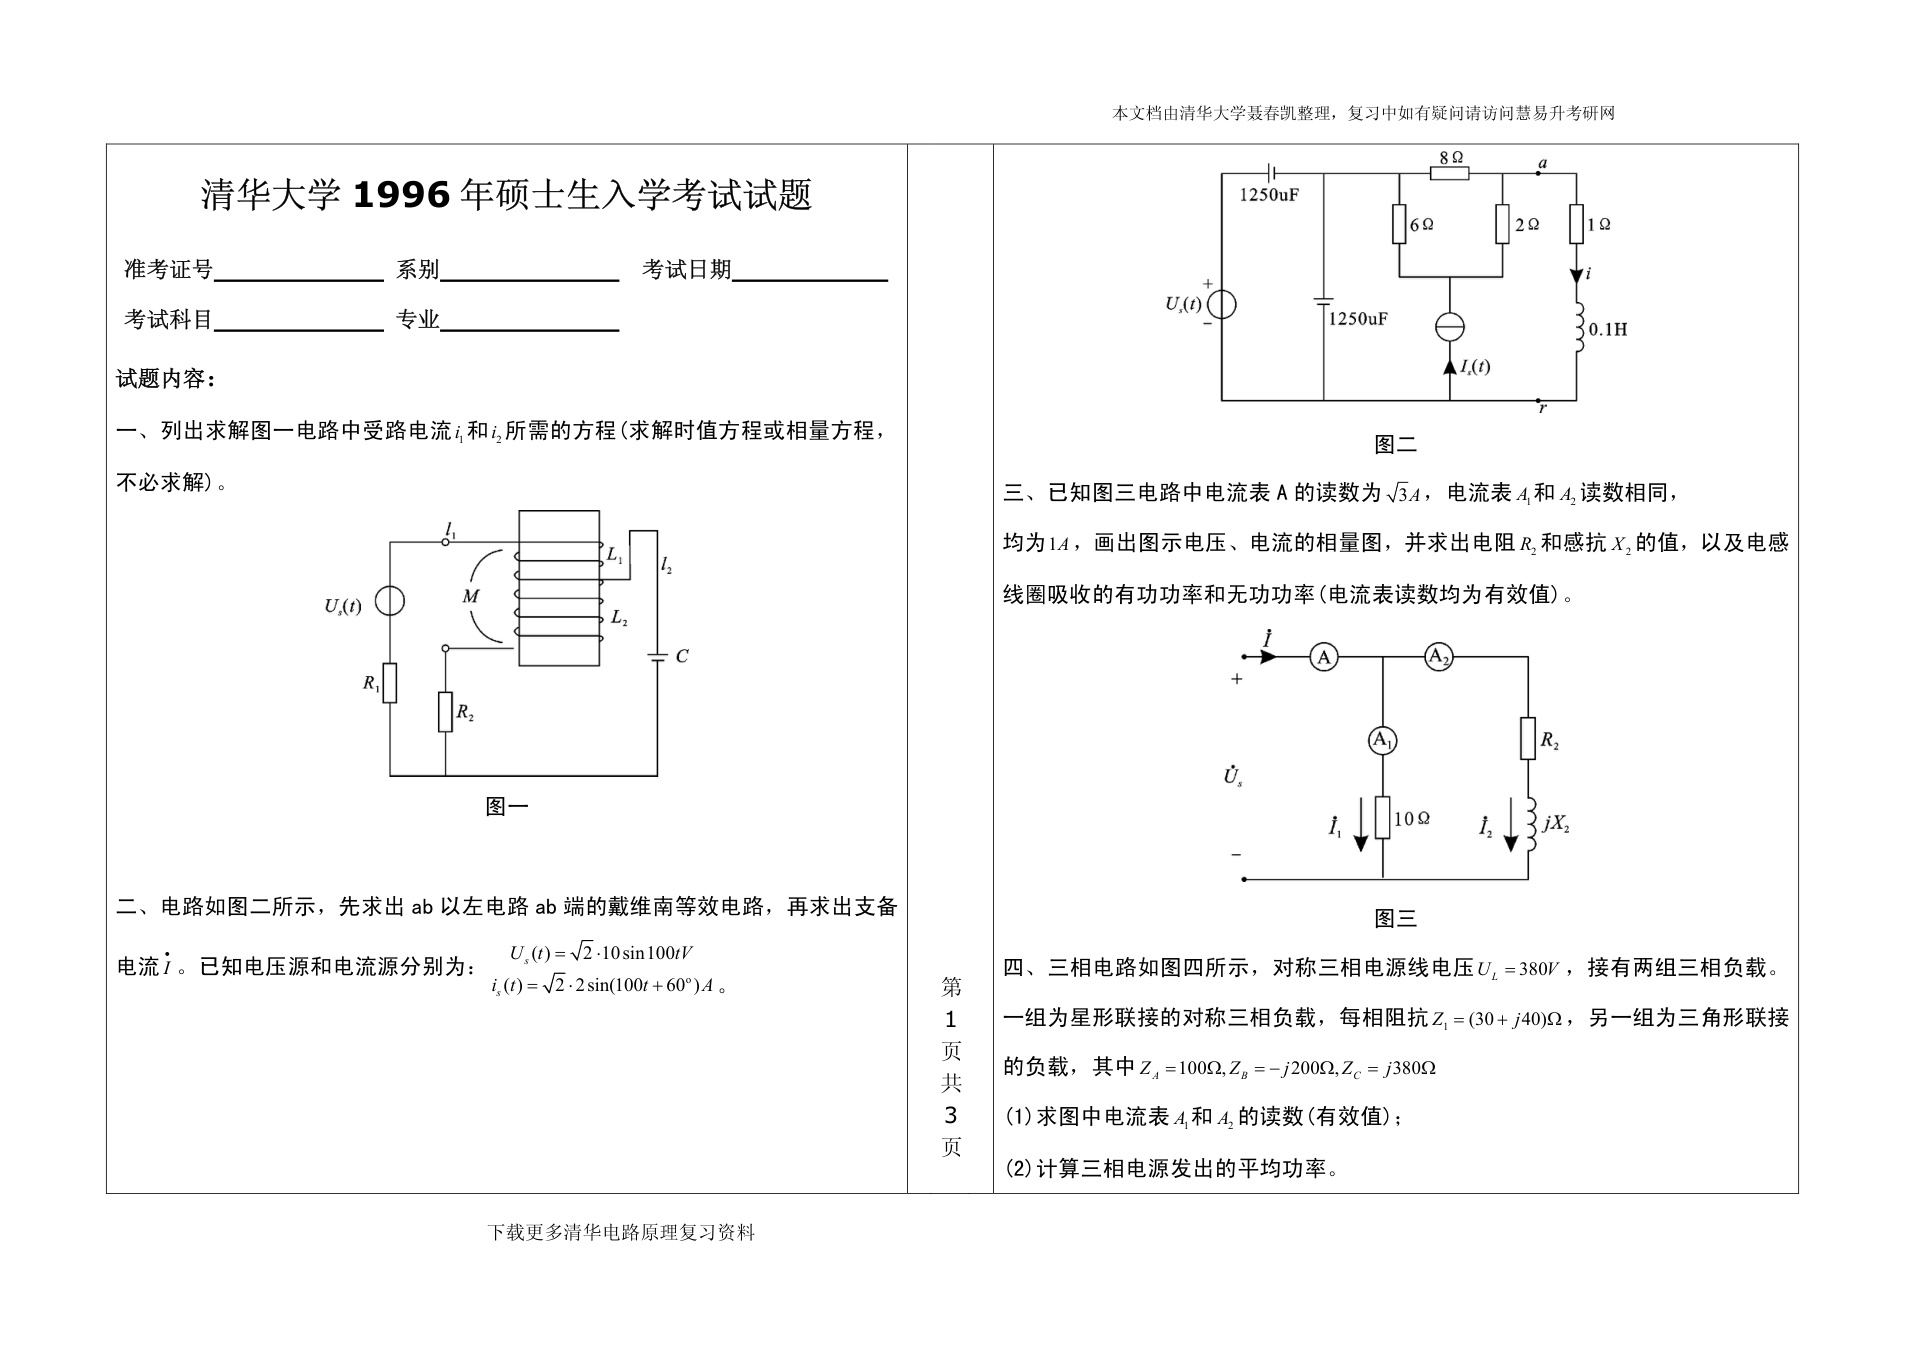 本文档由清华大学聂春凯整理，复习中如有疑问请访问慧易升考研网
清华大学 1996 年硕士生入学考试试题
准考证号 系别 考试日期
考试科目 专业
试题内容：
一、列出求解图一电路中受路电流i₁和i₂所需的方程(求解时值方程或相量方程，
不必求解)。
l₁
L₁
l₂
Uₛ(t)
M
L₂
C
R₁
R₂
图一
二、电路如图二所示，先求出 ab 以左电路 ab 端的戴维南等效电路，再求出支备
电流İ。已知电压源和电流源分别为：
Uₛ(t) = √2·10sin100tV
iₛ(t) = √2·2sin(100t+60°)A。
第
1
页
共
3
页
8Ω
a
1250uF
6Ω
2Ω
1Ω
i
+
Uₛ(t)
−
1250uF
0.1H
Iₛ(t)
r
图二
三、已知图三电路中电流表 A 的读数为√3A，电流表A₁和A₂读数相同，
均为1A，画出图示电压、电流的相量图，并求出电阻R₂和感抗X₂的值，以及电感
线圈吸收的有功功率和无功功率(电流表读数均为有效值)。
İ
A
A₂
+
A₁
R₂
U̇ₛ
İ₁
10Ω
İ₂
jX₂
−
图三
四、三相电路如图四所示，对称三相电源线电压U_L = 380V，接有两组三相负载。
一组为星形联接的对称三相负载，每相阻抗Z₁ = (30+j40)Ω，另一组为三角形联接
的负载，其中Z_A = 100Ω, Z_B = −j200Ω, Z_C = j380Ω
(1)求图中电流表A₁和A₂的读数(有效值)；
(2)计算三相电源发出的平均功率。
下载更多清华电路原理复习资料